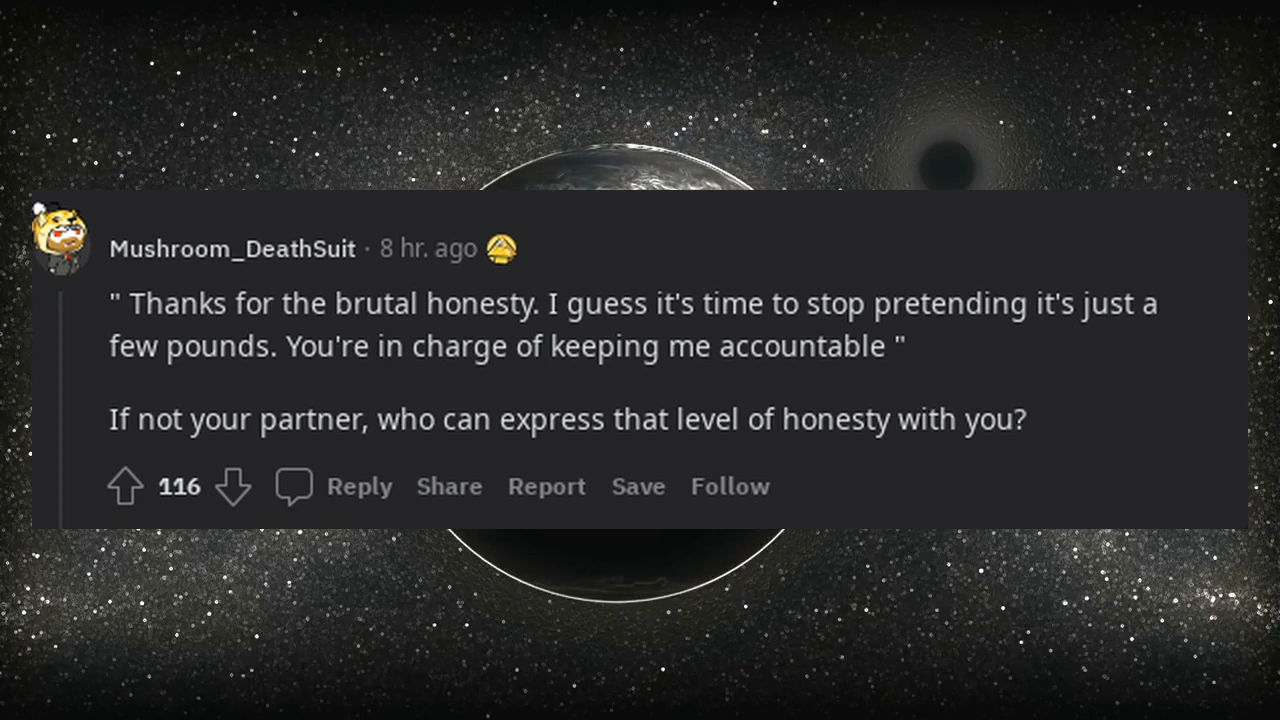 Mushroom_DeathSuit · 8 hr. ago
" Thanks for the brutal honesty. I guess it's time to stop pretending it's just a
few pounds. You're in charge of keeping me accountable "
If not your partner, who can express that level of honesty with you?
116 Reply Share Report Save Follow